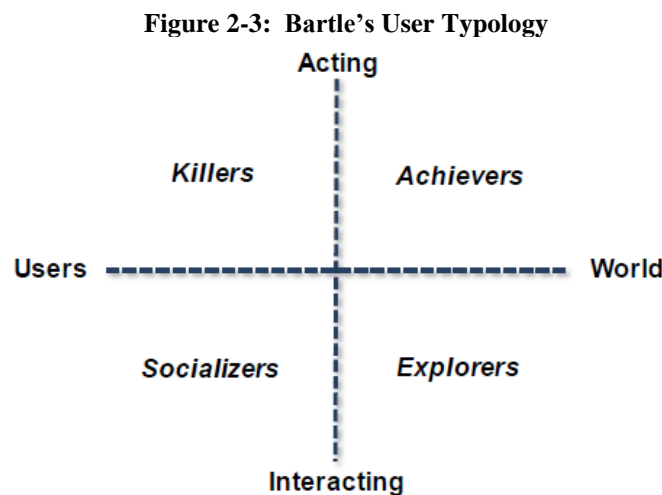 Figure 2-3:  Bartle's User Typology
Acting
Killers Achievers
Users World
Socializers Explorers
Interacting